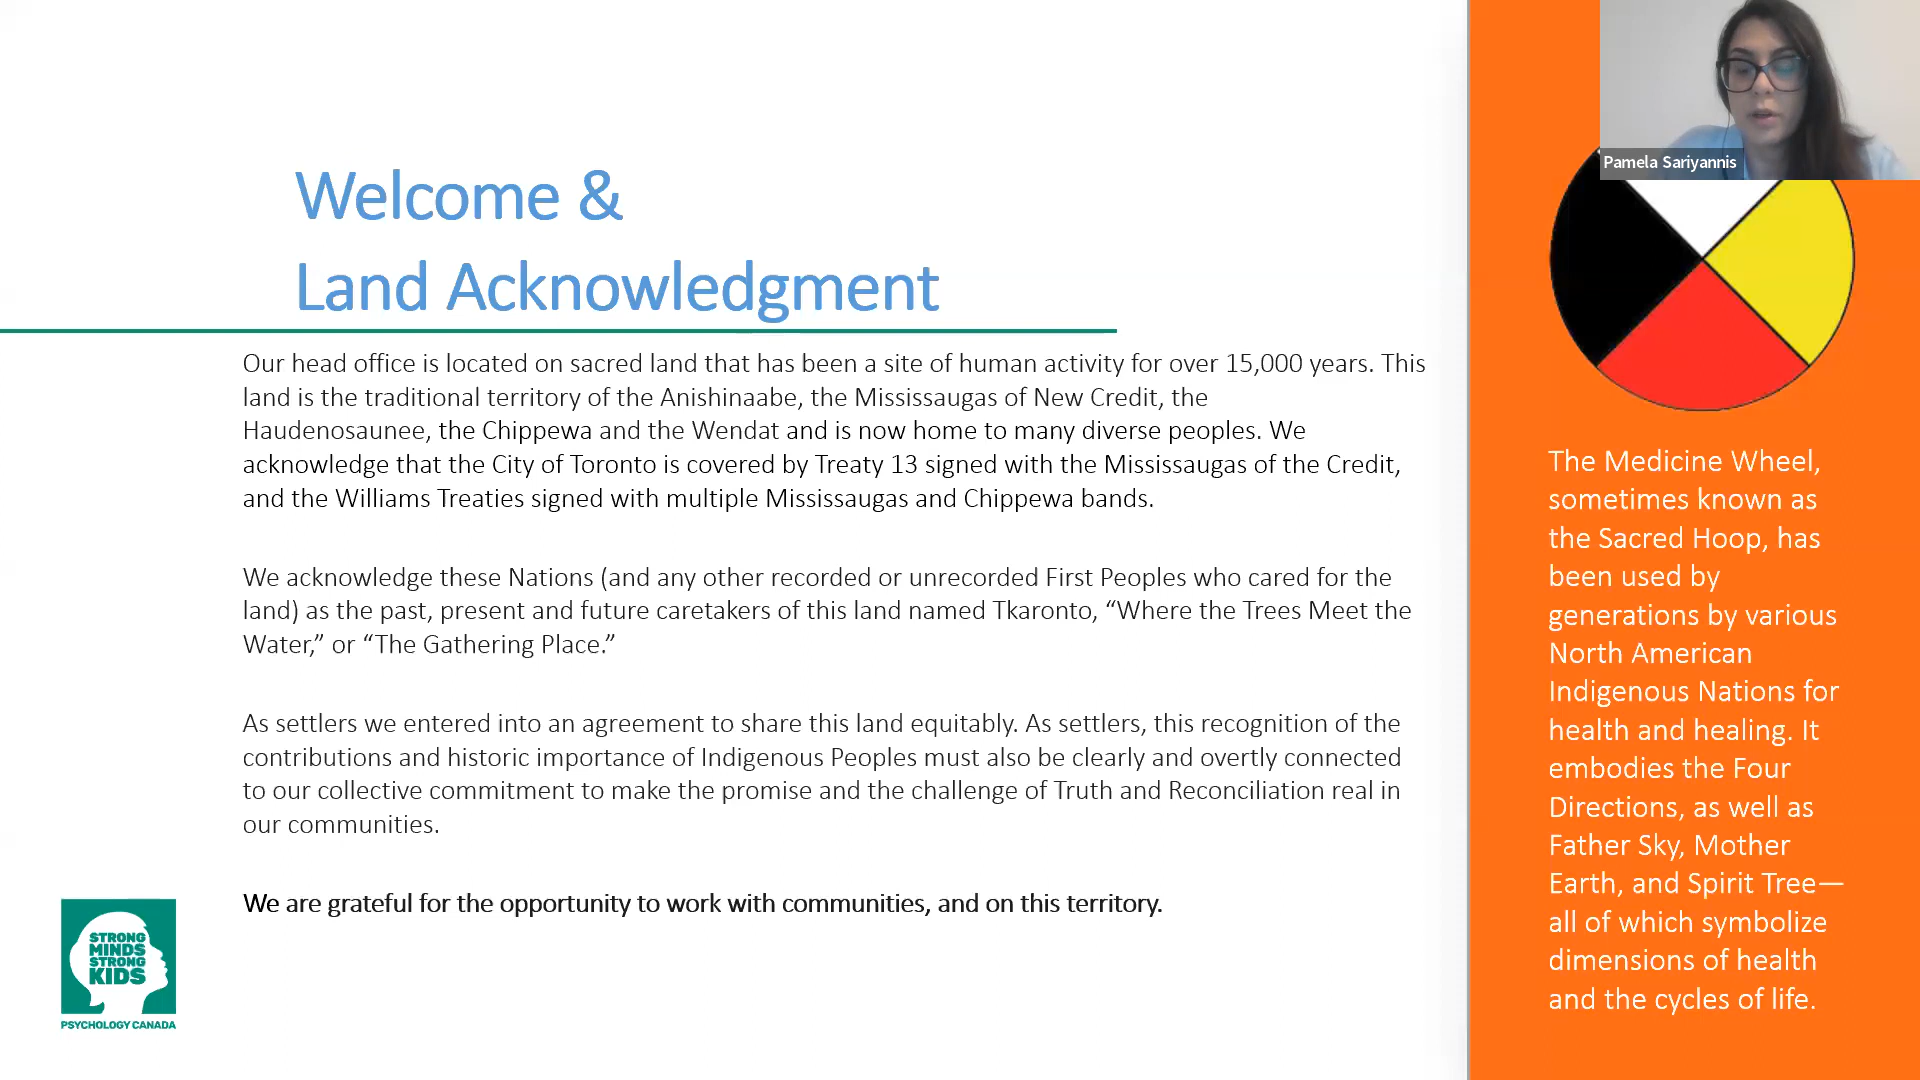 Welcome &
Land Acknowledgment
Our head office is located on sacred land that has been a site of human activity for over 15,000 years. This
land is the traditional territory of the Anishinaabe, the Mississaugas of New Credit, the
Haudenosaunee, the Chippewa and the Wendat and is now home to many diverse peoples. We
acknowledge that the City of Toronto is covered by Treaty 13 signed with the Mississaugas of the Credit,
and the Williams Treaties signed with multiple Mississaugas and Chippewa bands.
We acknowledge these Nations (and any other recorded or unrecorded First Peoples who cared for the
land) as the past, present and future caretakers of this land named Tkaronto, “Where the Trees Meet the
Water,” or “The Gathering Place.”
As settlers we entered into an agreement to share this land equitably. As settlers, this recognition of the
contributions and historic importance of Indigenous Peoples must also be clearly and overtly connected
to our collective commitment to make the promise and the challenge of Truth and Reconciliation real in
our communities.
We are grateful for the opportunity to work with communities, and on this territory.
STRONG
MINDS
STRONG
KIDS
PSYCHOLOGY CANADA
Pamela Sariyannis
The Medicine Wheel,
sometimes known as
the Sacred Hoop, has
been used by
generations by various
North American
Indigenous Nations for
health and healing. It
embodies the Four
Directions, as well as
Father Sky, Mother
Earth, and Spirit Tree—
all of which symbolize
dimensions of health
and the cycles of life.